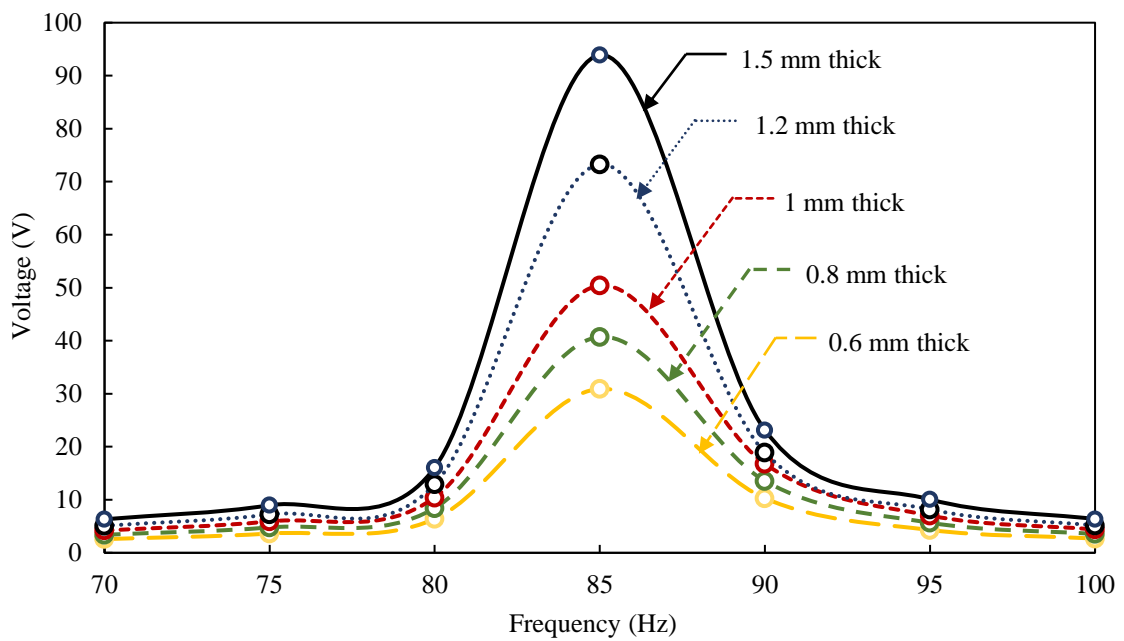 100
90
80
70
60
50
40
30
20
10
0
Voltage (V)
1.5 mm thick
1.2 mm thick
1 mm thick
0.8 mm thick
0.6 mm thick
70 75 80 85 90 95 100
Frequency (Hz)